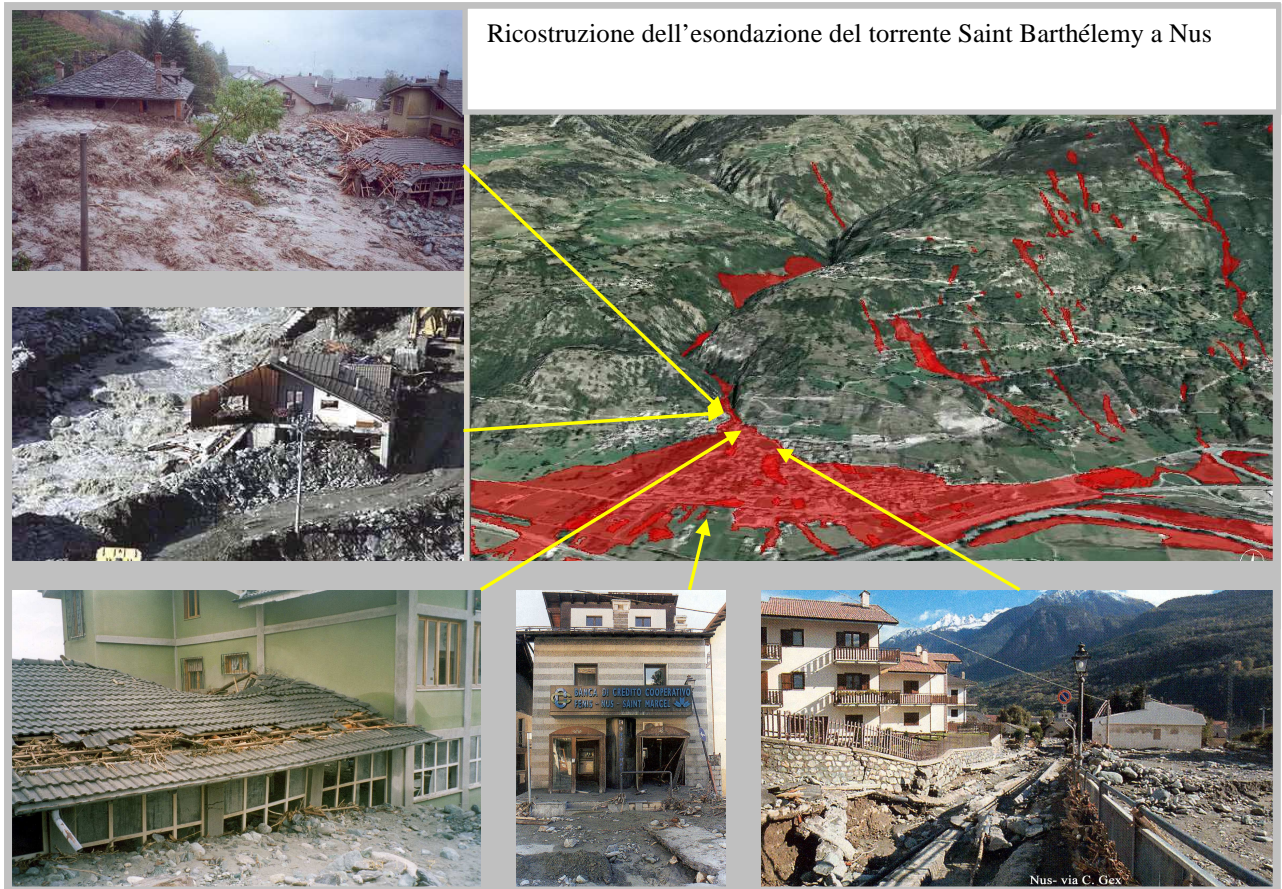 Ricostruzione dell’esondazione del torrente Saint Barthélemy a Nus
BANCA DI CREDITO COOPERATIVO
FENIS - NUS - SAINT MARCEL
Nus- via C. Gex